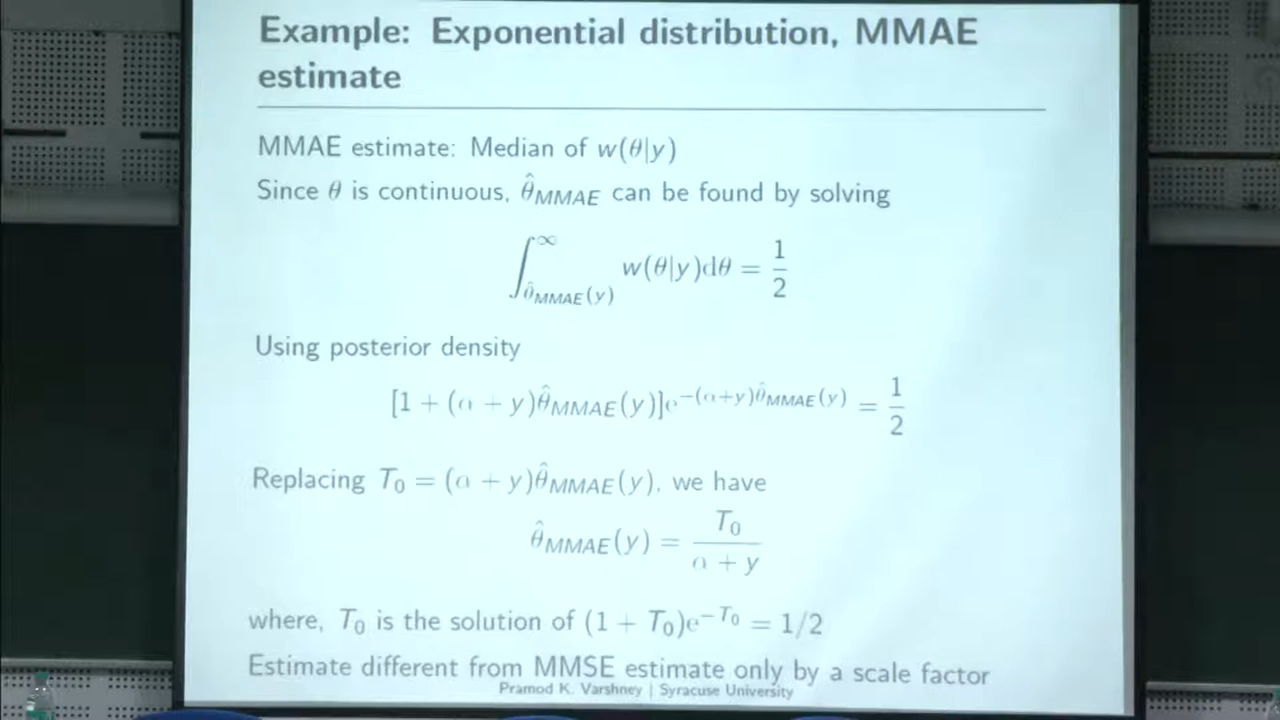 Example: Exponential distribution, MMAE
estimate
MMAE estimate: Median of w(θ|y)
Since θ is continuous, θ̂_MMAE can be found by solving
∫_{θ̂_MMAE(y)}^∞ w(θ|y)dθ = 1/2
Using posterior density
[1 + (α + y)θ̂_MMAE(y)]e^{−(α+y)θ̂_MMAE(y)} = 1/2
Replacing T₀ = (α + y)θ̂_MMAE(y), we have
θ̂_MMAE(y) = T₀/(α + y)
where, T₀ is the solution of (1 + T₀)e^{−T₀} = 1/2
Estimate different from MMSE estimate only by a scale factor
Pramod K. Varshney | Syracuse University